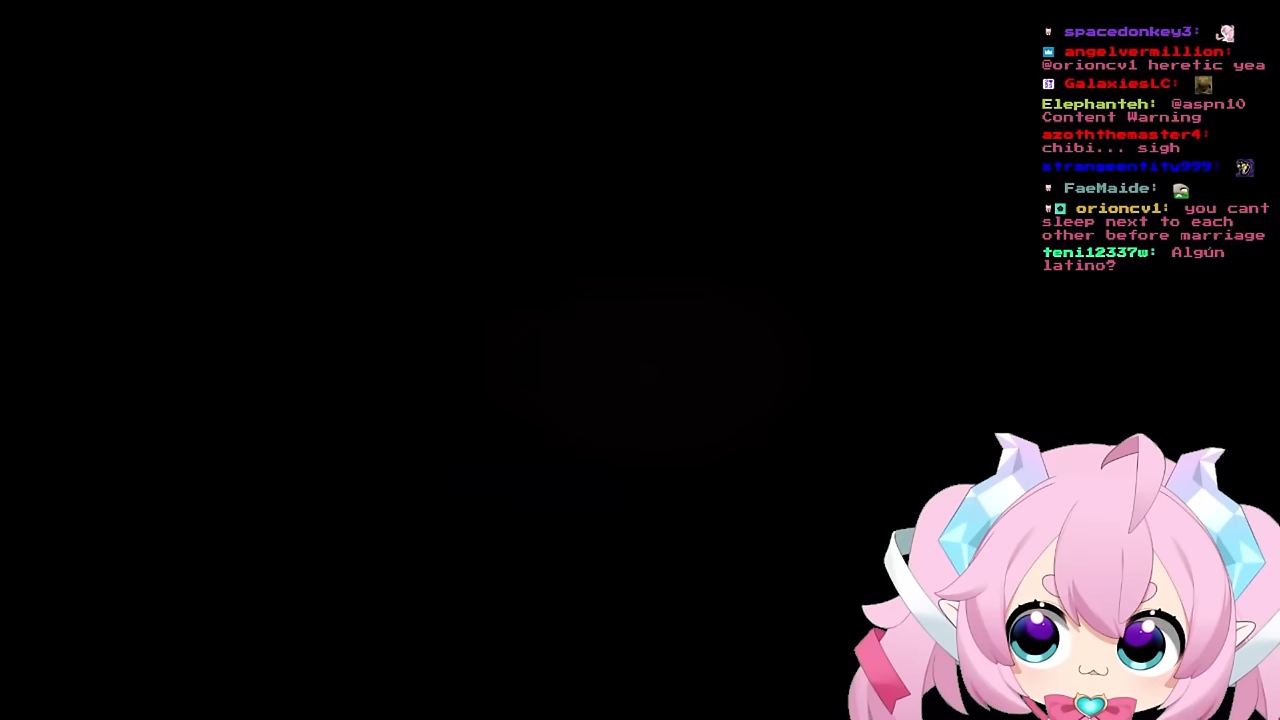 spacedonkey3:
angelvermillion:
@orioncv1 heretic yea
GalaxiesLC:
Elephanteh: @aspn10
Content Warning
azoththemaster4:
chibi... sigh
strangeentity999:
FaeMaide:
orioncv1: you cant
sleep next to each
other before marriage
teni12337w: Algún
latino?